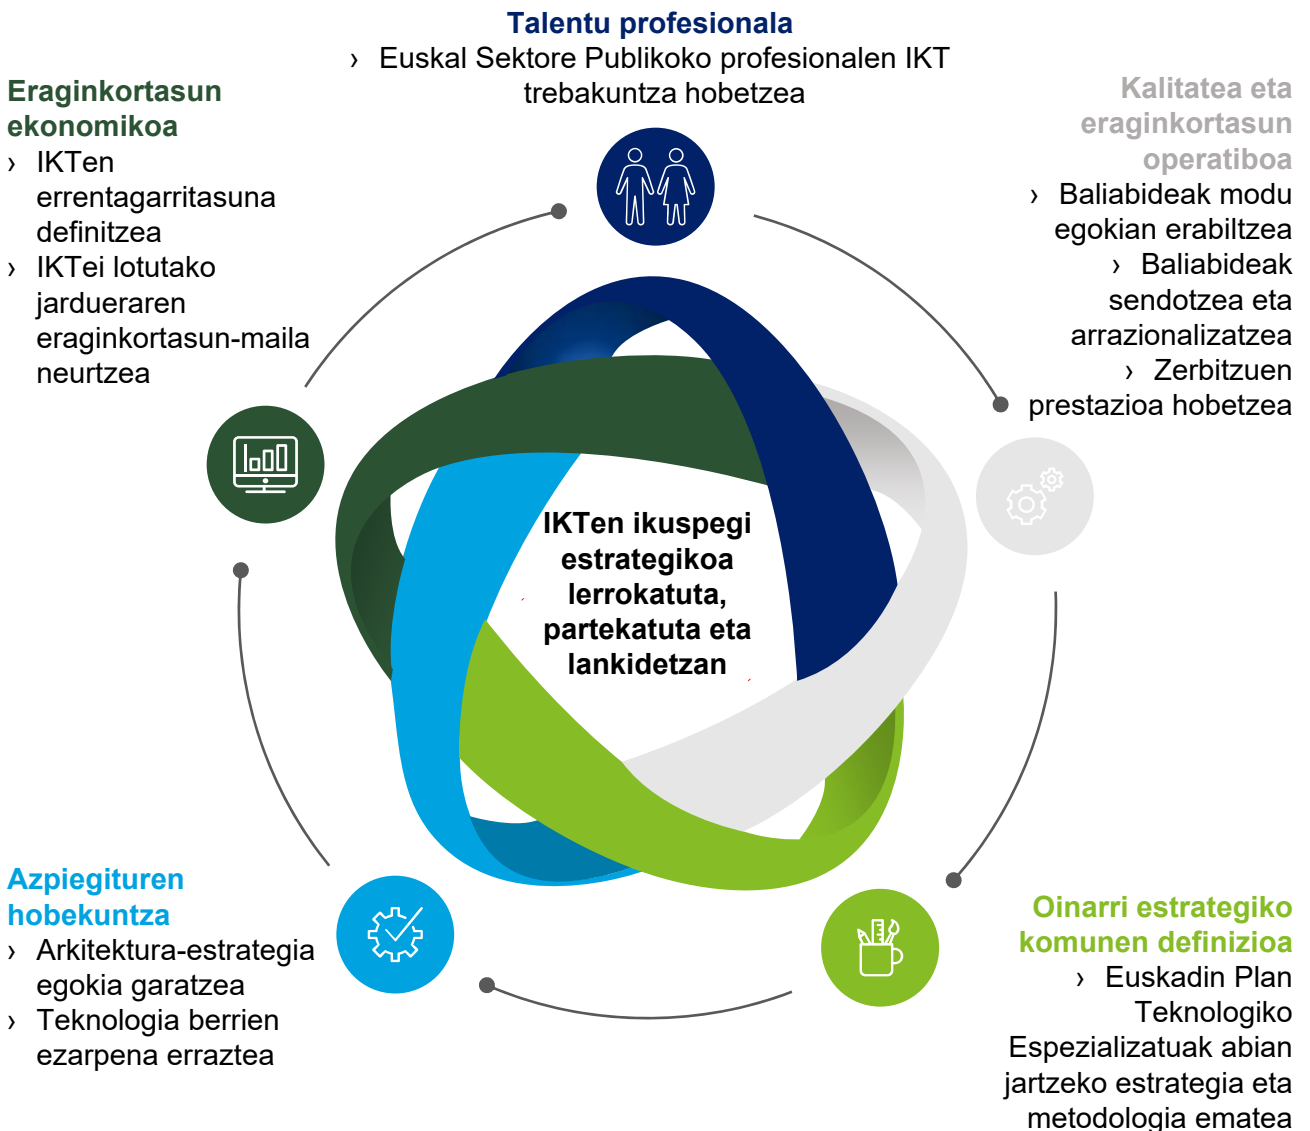 Talentu profesionala
› Euskal Sektore Publikoko profesionalen IKT
trebakuntza hobetzea
Eraginkortasun
ekonomikoa
› IKTen
errentagarritasuna
definitzea
› IKTei lotutako
jardueraren
eraginkortasun-maila
neurtzea
Kalitatea eta
eraginkortasun
operatiboa
› Baliabideak modu
egokian erabiltzea
› Baliabideak
sendotzea eta
arrazionalizatzea
› Zerbitzuen
prestazioa hobetzea
IKTen ikuspegi
estrategikoa
lerrokatuta,
partekatuta eta
lankidetzan
Azpiegituren
hobekuntza
› Arkitektura-estrategia
egokia garatzea
› Teknologia berrien
ezarpena erraztea
Oinarri estrategiko
komunen definizioa
› Euskadin Plan
Teknologiko
Espezializatuak abian
jartzeko estrategia eta
metodologia ematea